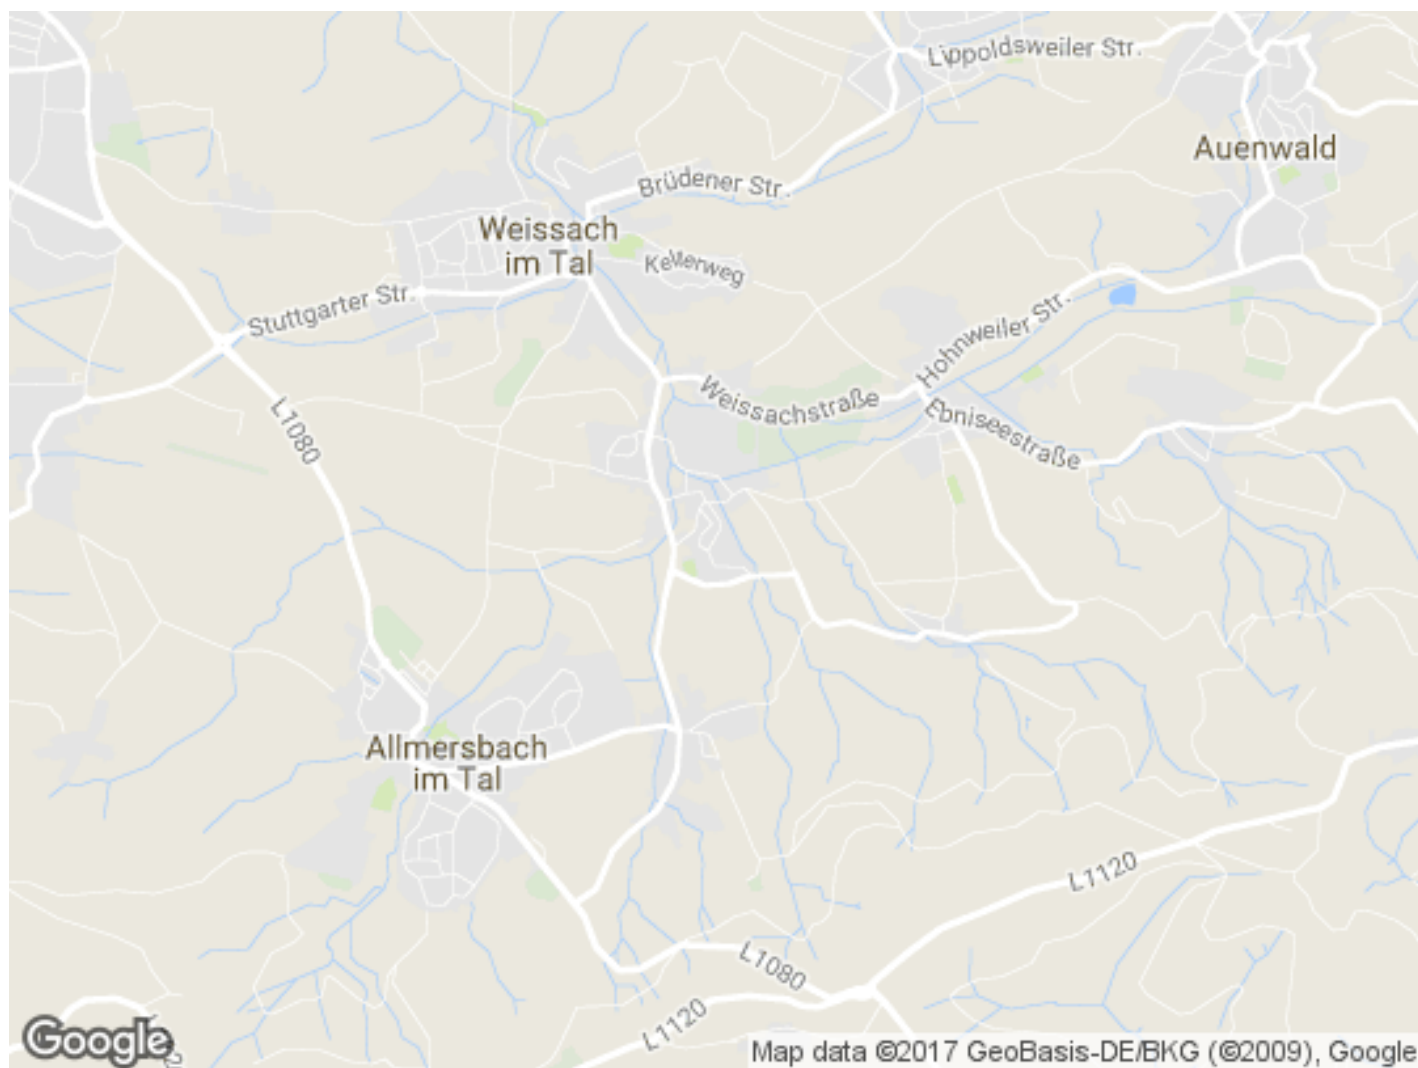 Lippoldsweiler Str.
Auenwald
Brüdener Str.
Weissach
im Tal
Kellerweg
Stuttgarter Str.
Hohnweiler Str.
Weissachstraße
Ebniseestraße
L1080
Allmersbach
im Tal
L1120
L1080
L1120
Google
Map data ©2017 GeoBasis-DE/BKG (©2009), Google